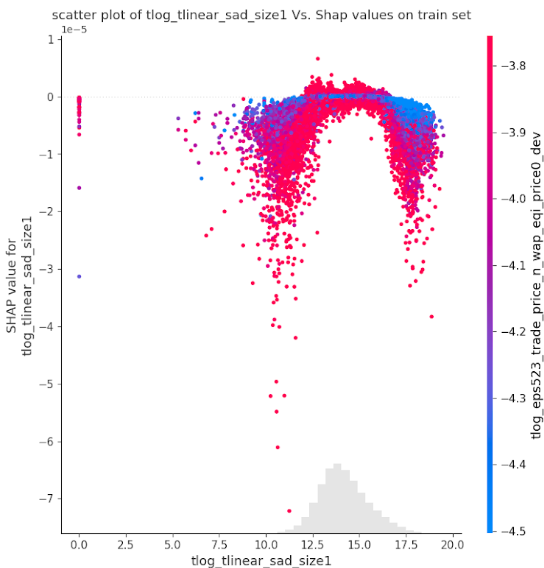 scatter plot of tlog_tlinear_sad_size1 Vs. Shap values on train set
1e−5
1
0
−1
−2
−3
−4
−5
−6
−7
SHAP value for
tlog_tlinear_sad_size1
0.0 2.5 5.0 7.5 10.0 12.5 15.0 17.5 20.0
tlog_tlinear_sad_size1
−3.8
−3.9
−4.0
−4.1
−4.2
−4.3
−4.4
−4.5
tlog_eps523_trade_price_n_wap_eqi_price0_dev